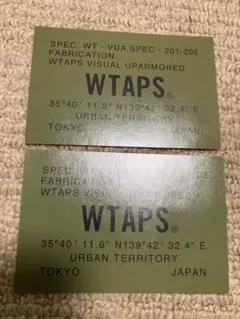 SPEC. WT - VUA SPEC - 201-205
FABRICATION
WTAPS VISUAL UPARMORED
WTAPS®
35°40' 11.6" N139°42' 32.4" E
URBAN TERRITORY
TOKYO JAPAN
SPEC. W
FABRICA
WTAPS VISUA
WTAPS®
35°40' 11.6" N139°42' 32.4" E
URBAN TERRITORY
TOKYO JAPAN